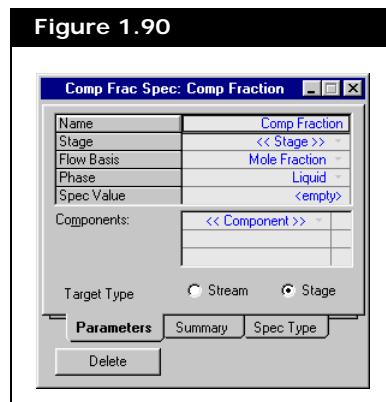 Figure 1.90
Comp Frac Spec: Comp Fraction
Name Comp Fraction
Stage << Stage >>
Flow Basis Mole Fraction
Phase Liquid
Spec Value <empty>
Components: << Component >>
Target Type Stream Stage
Parameters Summary Spec Type
Delete